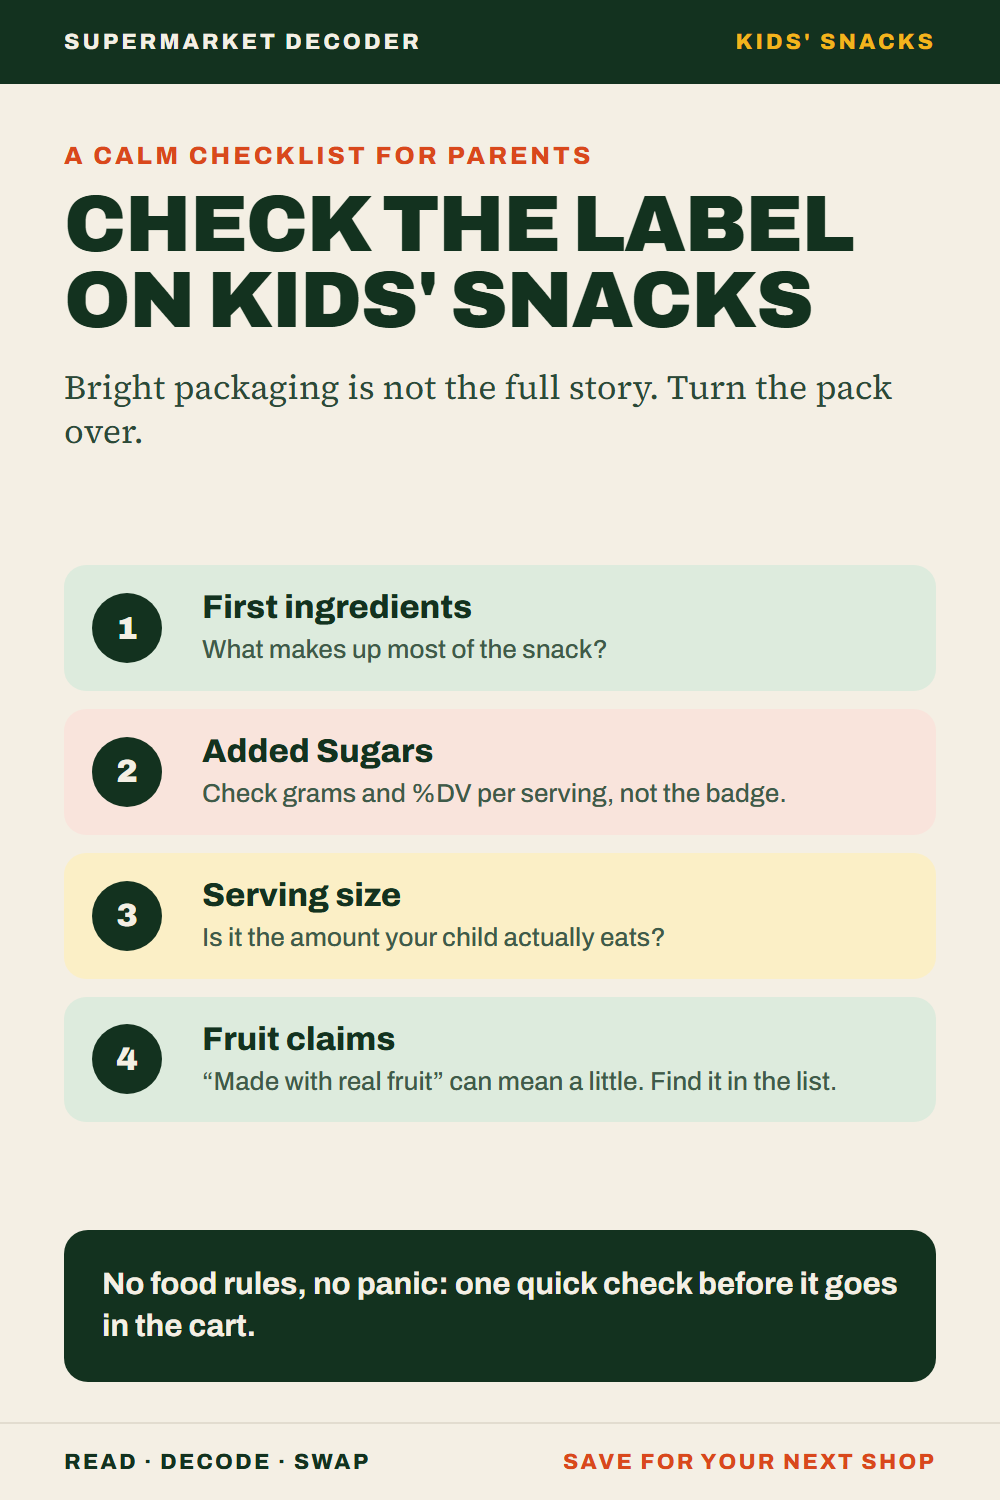 SUPERMARKET DECODER
KIDS' SNACKS
A CALM CHECKLIST FOR PARENTS
CHECK THE LABEL
ON KIDS' SNACKS
Bright packaging is not the full story. Turn the pack
over.
1
First ingredients
What makes up most of the snack?
2
Added Sugars
Check grams and %DV per serving, not the badge.
3
Serving size
Is it the amount your child actually eats?
4
Fruit claims
“Made with real fruit” can mean a little. Find it in the list.
No food rules, no panic: one quick check before it goes
in the cart.
READ · DECODE · SWAP
SAVE FOR YOUR NEXT SHOP